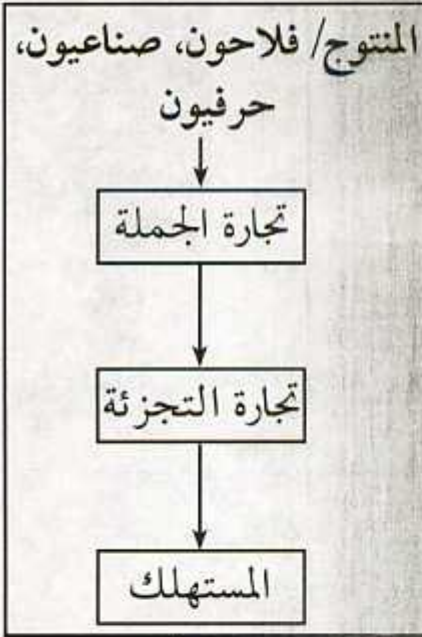 المنتوج/ فلاحون، صناعيون،
حرفيون
تجارة الجملة
تجارة التجزئة
المستهلك